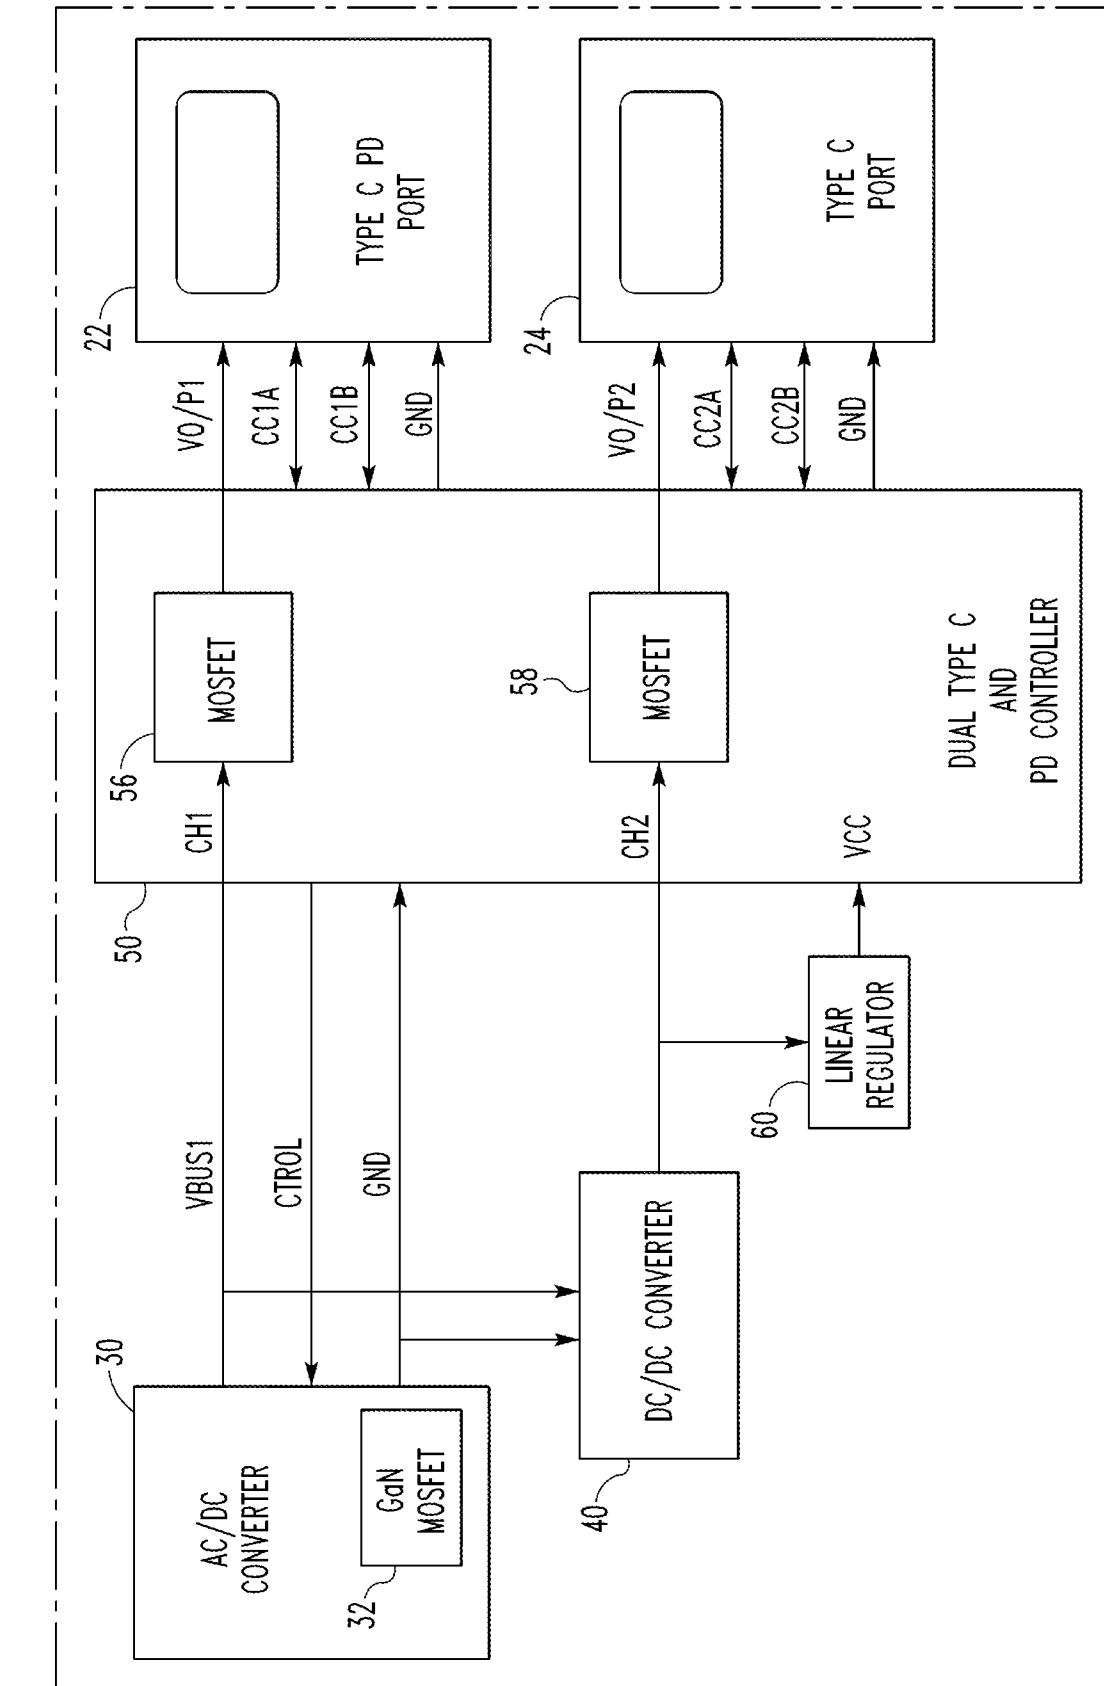 30
AC/DC
CONVERTER
GaN
MOSFET
32
VBUS1
CTROL
GND
40
DC/DC CONVERTER
60
LINEAR
REGULATOR
50
CH1
56
MOSFET
CH2
58
MOSFET
VCC
DUAL TYPE C
AND
PD CONTROLLER
VO/P1
CC1A
CC1B
GND
VO/P2
CC2A
CC2B
GND
22
TYPE C PD
PORT
24
TYPE C
PORT